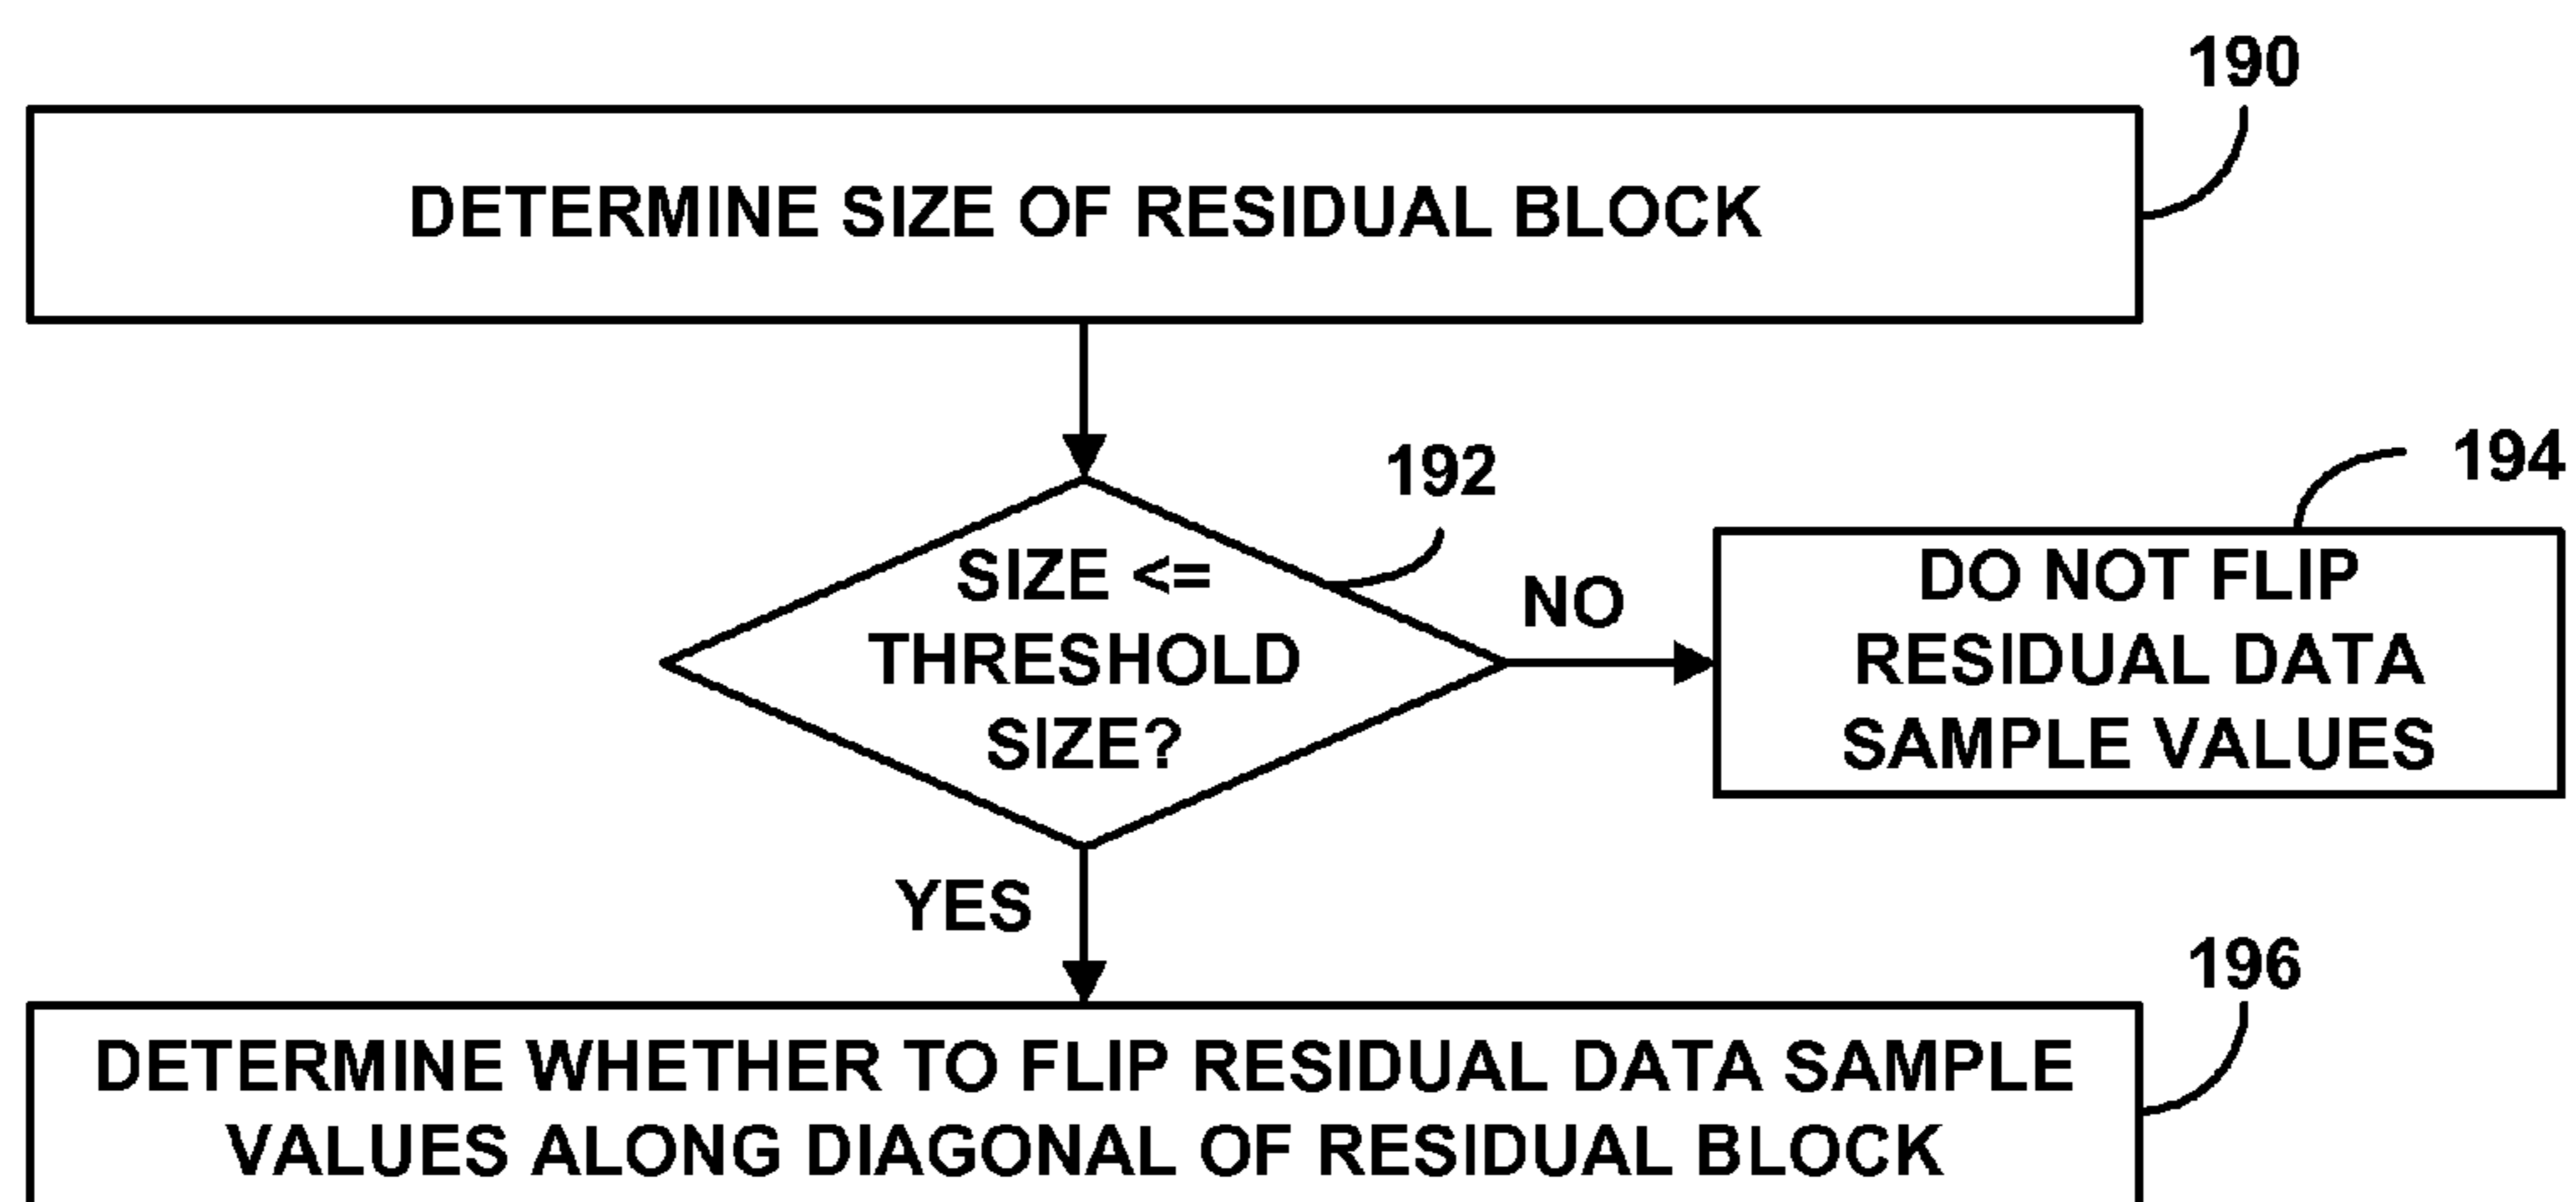 190
DETERMINE SIZE OF RESIDUAL BLOCK
192
SIZE <=
THRESHOLD
SIZE?
NO
194
DO NOT FLIP
RESIDUAL DATA
SAMPLE VALUES
YES
196
DETERMINE WHETHER TO FLIP RESIDUAL DATA SAMPLE
VALUES ALONG DIAGONAL OF RESIDUAL BLOCK